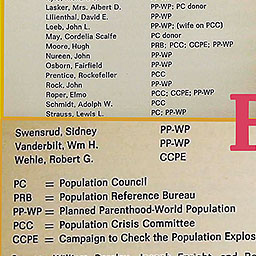 Lasker, Mrs. Albert D. PP-WP; PC donor
Lilienthal, David E. PP-WP
Loeb, John L. PP-WP; (wife on PCC)
May, Cordelia Scaife PC donor
Moore, Hugh PRB; PCC; CCPE; PP-WP
Nureen, John PP-WP
Osborn, Fairfield PP-WP
Prentice, Rockefeller PCC
Rock, John PP-WP
Roper, Elmo PCC; CCPE; PP-WP
Schmidt, Adolph W. PCC
Strauss, Lewis L. PC; PP-WP
Swensrud, Sidney PP-WP
Vanderbilt, Wm H. PP-WP
Wehle, Robert G. CCPE
PC = Population Council
PRB = Population Reference Bureau
PP-WP = Planned Parenthood-World Population
PCC = Population Crisis Committee
CCPE = Campaign to Check the Population Explos